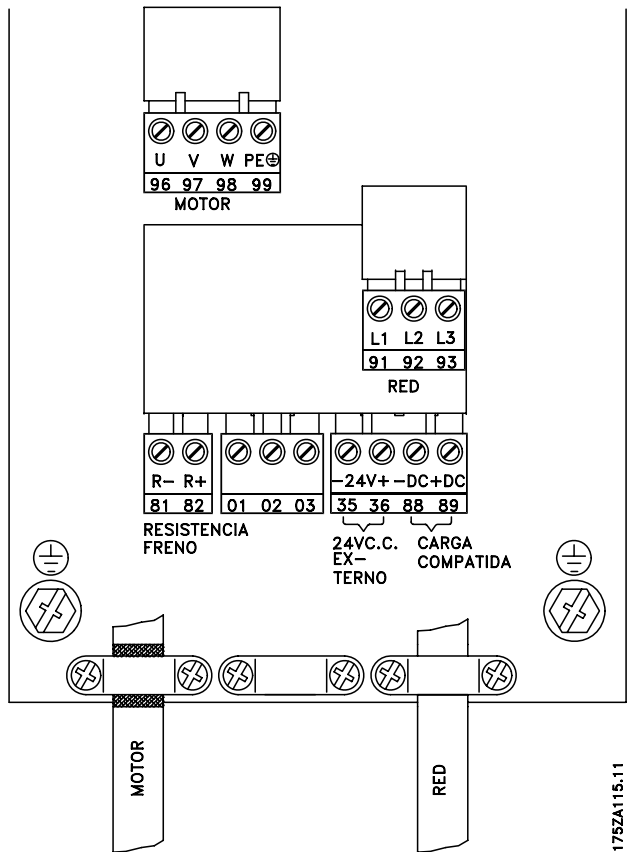 U V W PE
96 97 98 99
MOTOR
L1 L2 L3
91 92 93
RED
R- R+
81 82
01 02 03
-24V+ -DC+DC
35 36 88 89
RESISTENCIA
FRENO
24VC.C.
EX-
TERNO
CARGA
COMPATIDA
MOTOR
RED
175ZA115.11